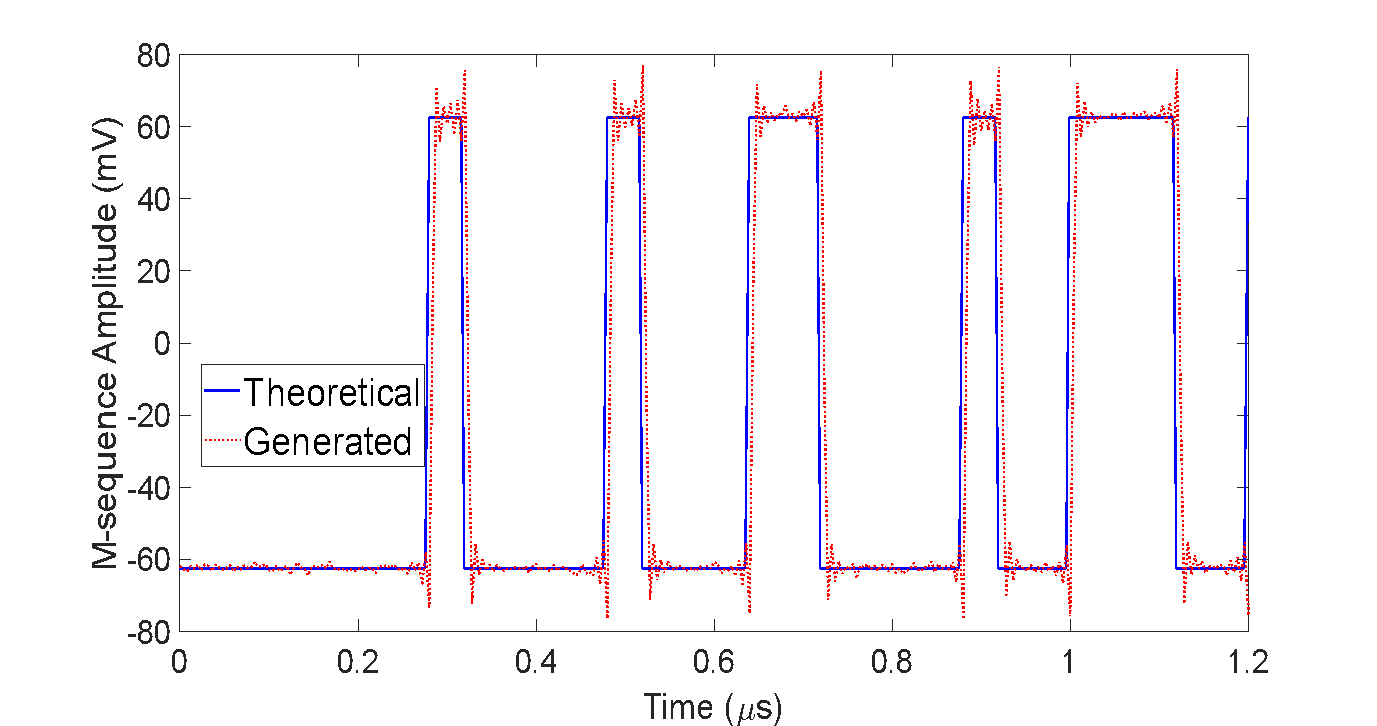 M-sequence Amplitude (mV)
80
60
40
20
0
-20
-40
-60
-80
Theoretical
Generated
0 0.2 0.4 0.6 0.8 1 1.2
Time (μs)